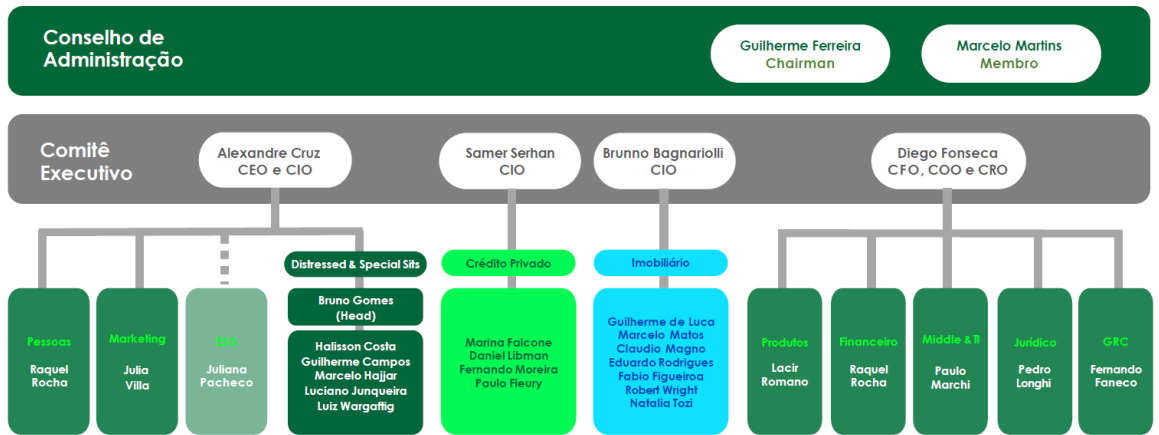 Conselho de
Administração
Guilherme Ferreira
Chairman
Marcelo Martins
Membro
Comitê
Executivo
Alexandre Cruz
CEO e CIO
Samer Serhan
CIO
Brunno Bagnariolli
CIO
Diego Fonseca
CFO, COO e CRO
Distressed & Special Sits
Crédito Privado
Imobiliário
Pessoas
Raquel
Rocha
Marketing
Julia
Villa
ESG
Juliana
Pacheco
Bruno Gomes
(Head)
Halisson Costa
Guilherme Campos
Marcelo Hajjar
Luciano Junqueira
Luiz Wargaftig
Marina Falcone
Daniel Libman
Fernando Moreira
Paulo Fleury
Guilherme de Luca
Marcelo Matos
Claudio Magno
Eduardo Rodrigues
Fabio Figueiroa
Robert Wright
Natalia Tozi
Produtos
Lacir
Romano
Financeiro
Raquel
Rocha
Middle & TI
Paulo
Marchi
Jurídico
Pedro
Longhi
GRC
Fernando
Faneco